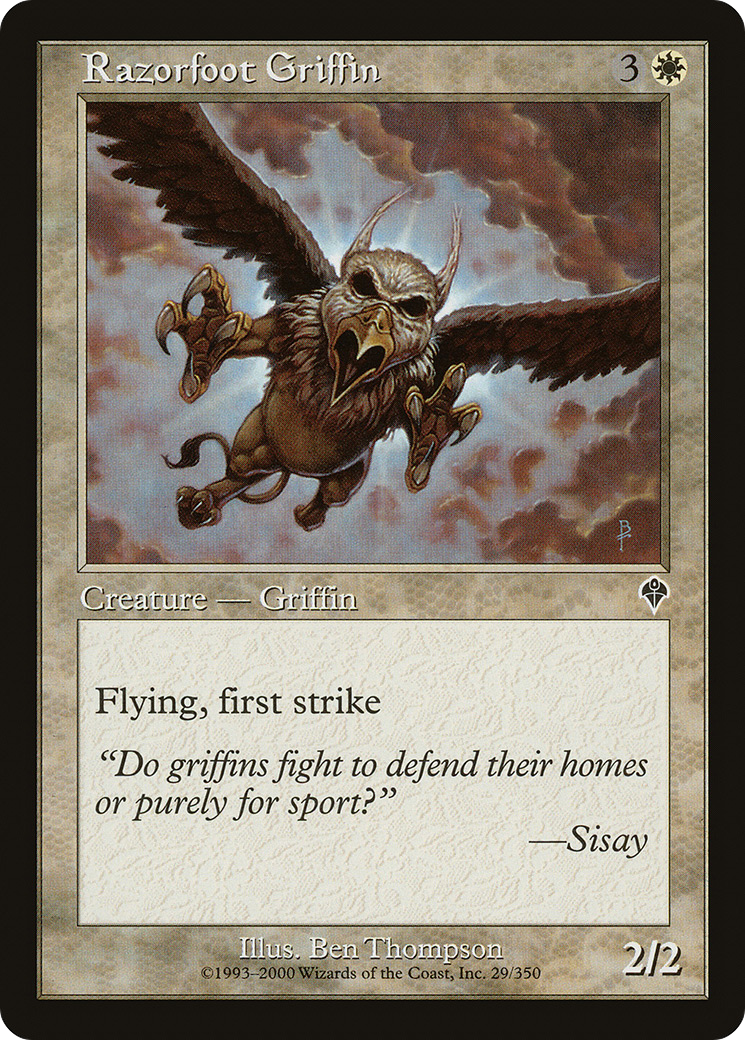 Razorfoot Griffin 3
Creature — Griffin
Flying, first strike
“Do griffins fight to defend their homes
or purely for sport?”
—Sisay
Illus. Ben Thompson
©1993–2000 Wizards of the Coast, Inc. 29/350
2/2